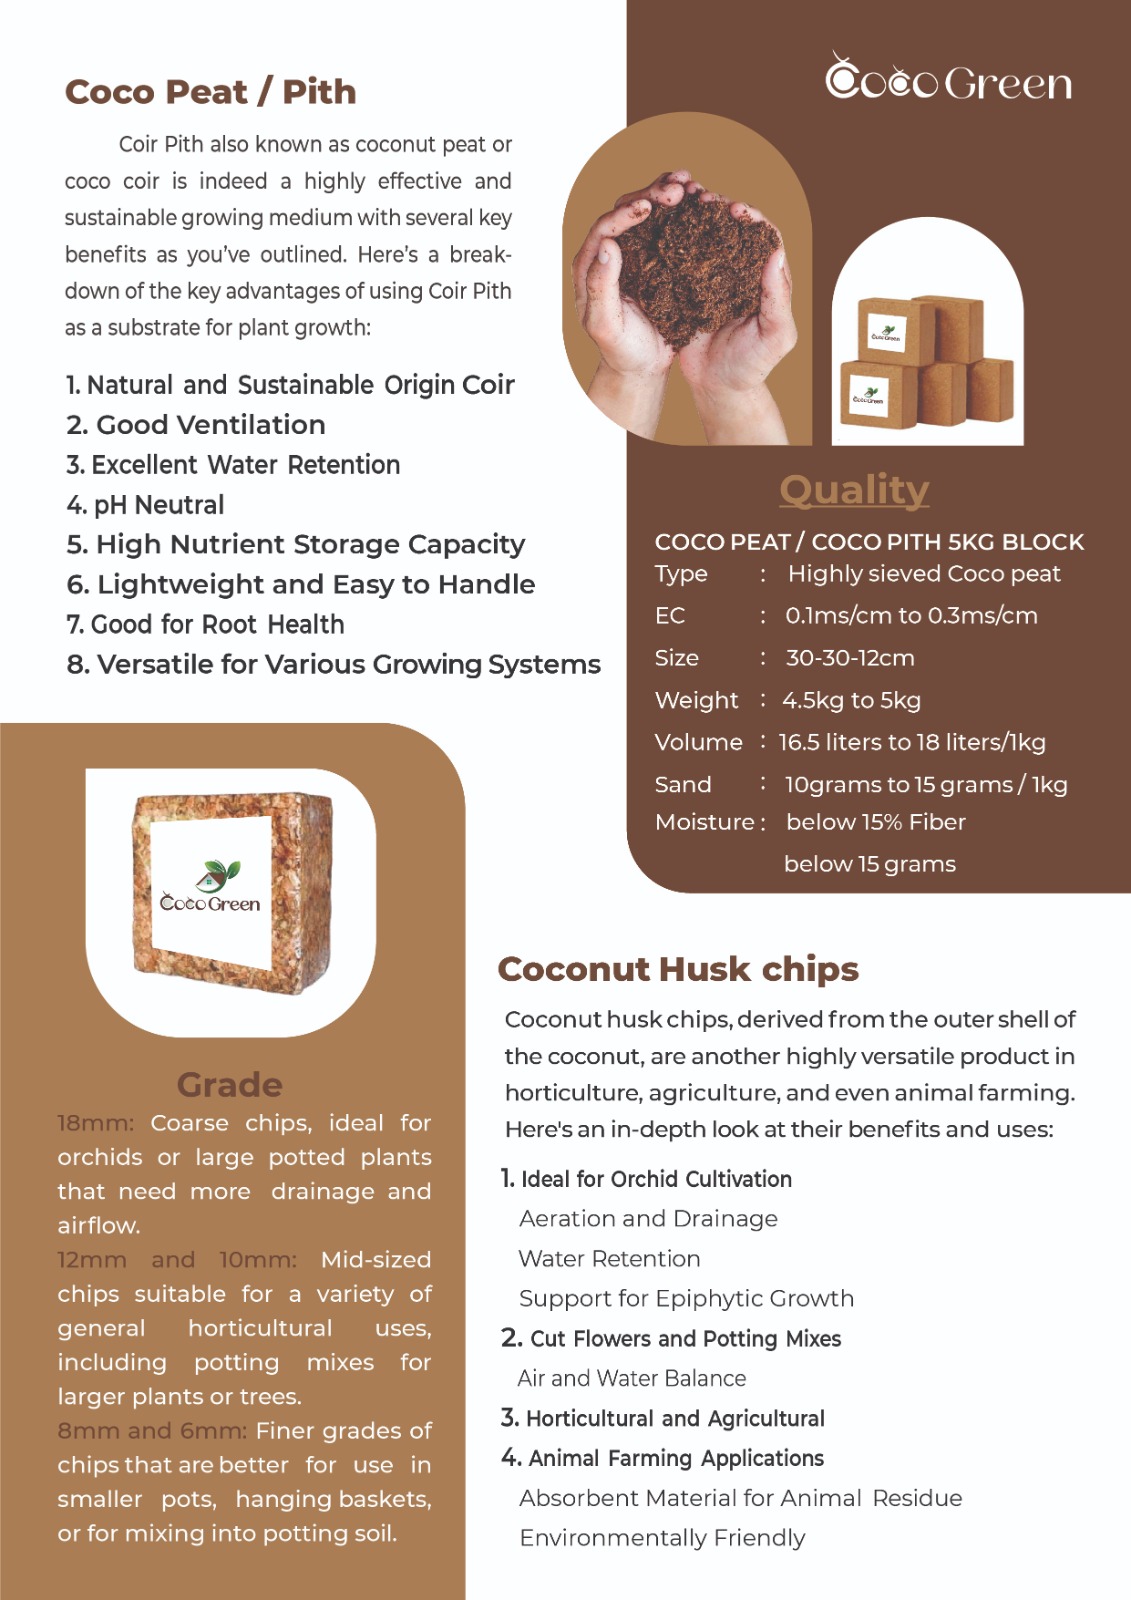 Coco Green
Coco Peat / Pith
Coir Pith also known as coconut peat or
coco coir is indeed a highly effective and
sustainable growing medium with several key
benefits as you've outlined. Here's a break-
down of the key advantages of using Coir Pith
as a substrate for plant growth:
1. Natural and Sustainable Origin Coir
2. Good Ventilation
3. Excellent Water Retention
4. pH Neutral
5. High Nutrient Storage Capacity
6. Lightweight and Easy to Handle
7. Good for Root Health
8. Versatile for Various Growing Systems
Coco Green
Coco Green
Quality
COCO PEAT / COCO PITH 5KG BLOCK
Type : Highly sieved Coco peat
EC : 0.1ms/cm to 0.3ms/cm
Size : 30-30-12cm
Weight : 4.5kg to 5kg
Volume : 16.5 liters to 18 liters/1kg
Sand : 10grams to 15 grams / 1kg
Moisture : below 15% Fiber
below 15 grams
Coco Green
Grade
18mm: Coarse chips, ideal for
orchids or large potted plants
that need more drainage and
airflow.
12mm and 10mm: Mid-sized
chips suitable for a variety of
general horticultural uses,
including potting mixes for
larger plants or trees.
8mm and 6mm: Finer grades of
chips that are better for use in
smaller pots, hanging baskets,
or for mixing into potting soil.
Coconut Husk chips
Coconut husk chips, derived from the outer shell of
the coconut, are another highly versatile product in
horticulture, agriculture, and even animal farming.
Here's an in-depth look at their benefits and uses:
1. Ideal for Orchid Cultivation
Aeration and Drainage
Water Retention
Support for Epiphytic Growth
2. Cut Flowers and Potting Mixes
Air and Water Balance
3. Horticultural and Agricultural
4. Animal Farming Applications
Absorbent Material for Animal Residue
Environmentally Friendly